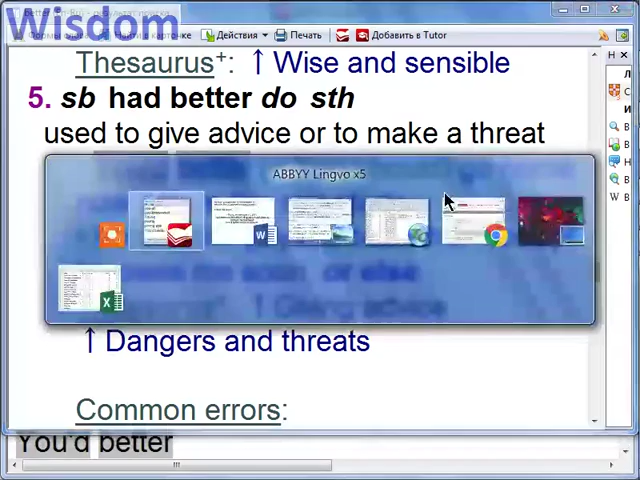 Wisdom
Действия
Печать
Добавить в Tutor
Thesaurus+: ↑ Wise and sensible
5. sb had better do sth
used to give advice or to make a threat
ABBYY Lingvo x5
↑ Dangers and threats
Common errors:
You'd better